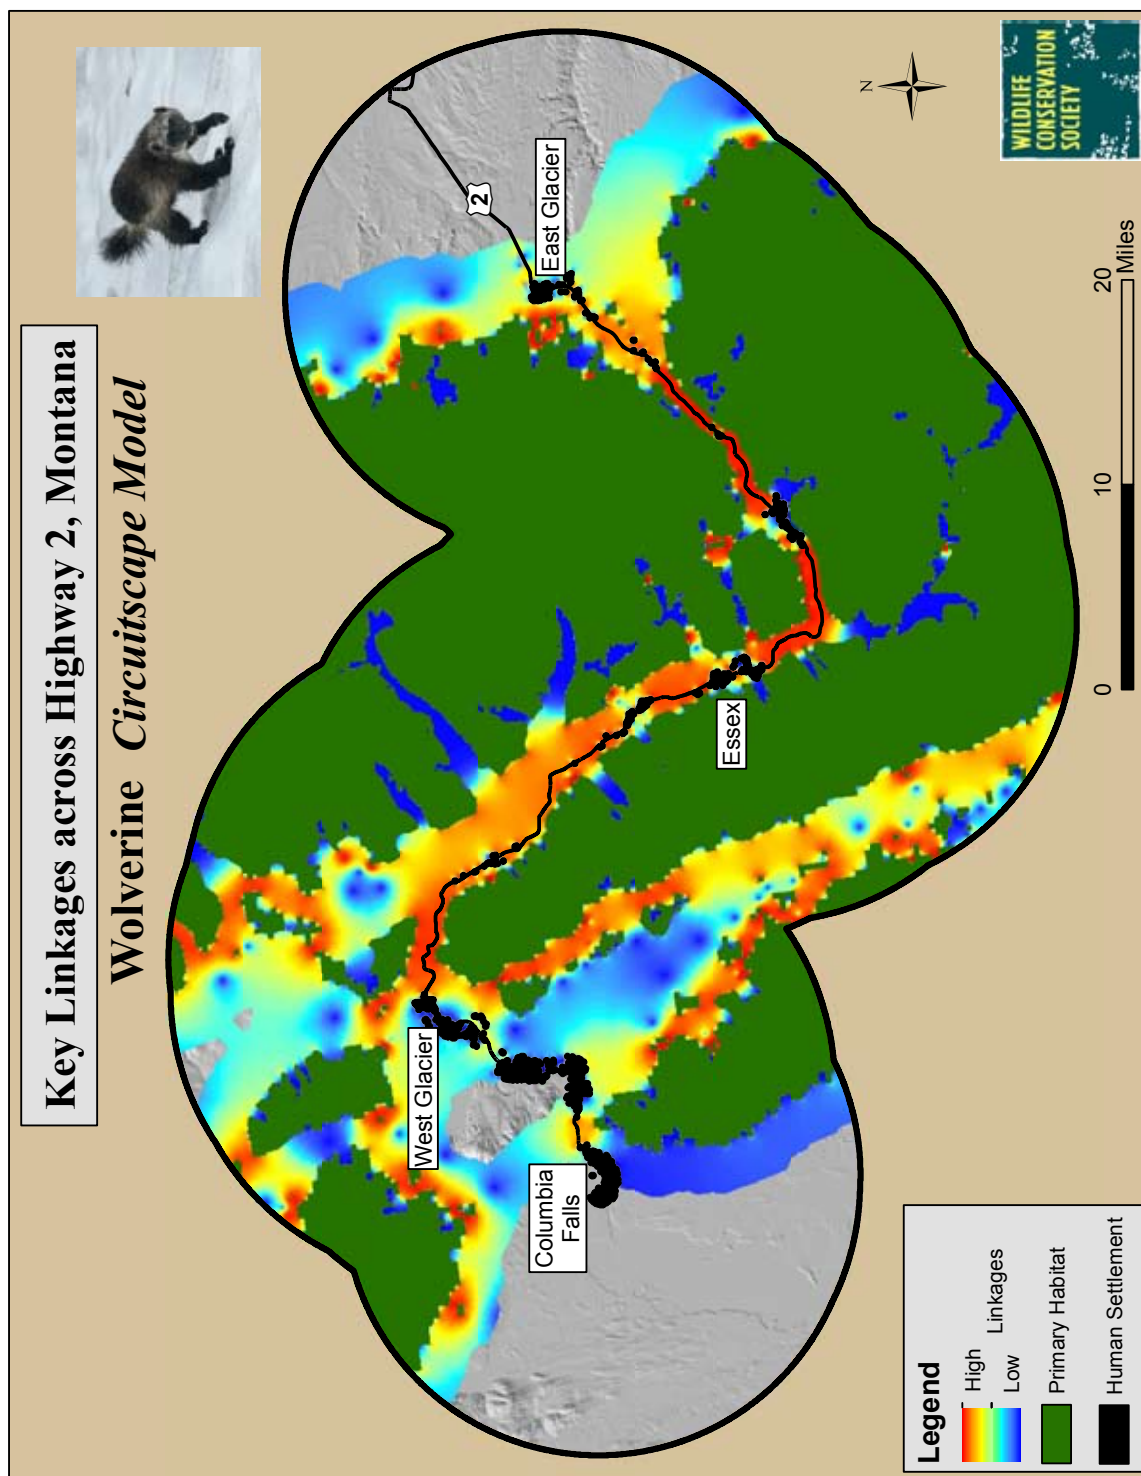 Key Linkages across Highway 2, Montana
Wolverine Circuitscape Model
N
WILDLIFE
CONSERVATION
SOCIETY
2
East Glacier
West Glacier
Essex
Columbia
Falls
0 10 20
Miles
Legend
High
Linkages
Low
Primary Habitat
Human Settlement